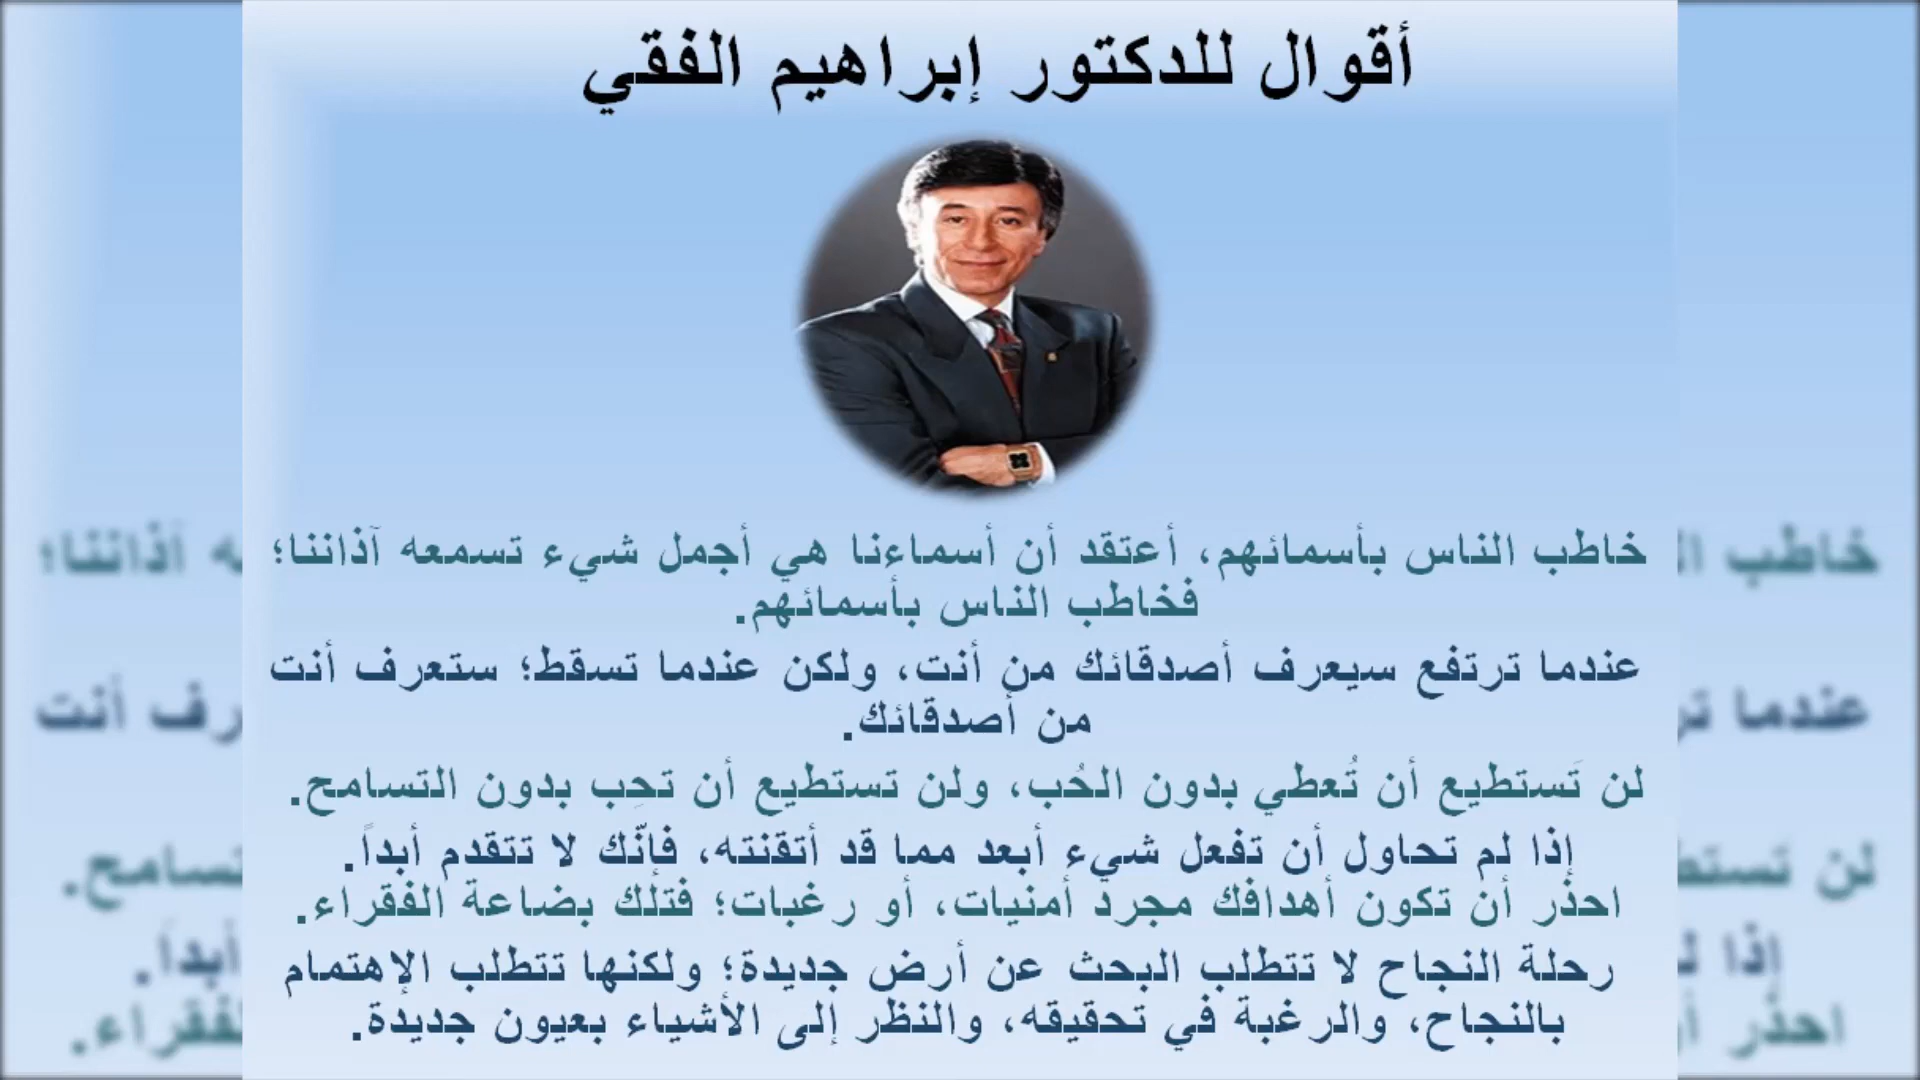 أقوال للدكتور إبراهيم الفقي
خاطب الناس بأسمائهم، أعتقد أن أسماءنا هي أجمل شيء تسمعه آذاننا؛
فخاطب الناس بأسمائهم.
عندما ترتفع سيعرف أصدقائك من أنت، ولكن عندما تسقط؛ ستعرف أنت
من أصدقائك.
لن تَستطيع أن تُعطي بدون الحُب، ولن تستطيع أن تحِب بدون التسامح.
إذا لم تحاول أن تفعل شيء أبعد مما قد أتقنته، فأنّك لا تتقدم أبداً.
احذر أن تكون أهدافك مجرد أمنيات، أو رغبات؛ فتلك بضاعة الفقراء.
رحلة النجاح لا تتطلب البحث عن أرض جديدة؛ ولكنها تتطلب الإهتمام
بالنجاح، والرغبة في تحقيقه، والنظر إلى الأشياء بعيون جديدة.